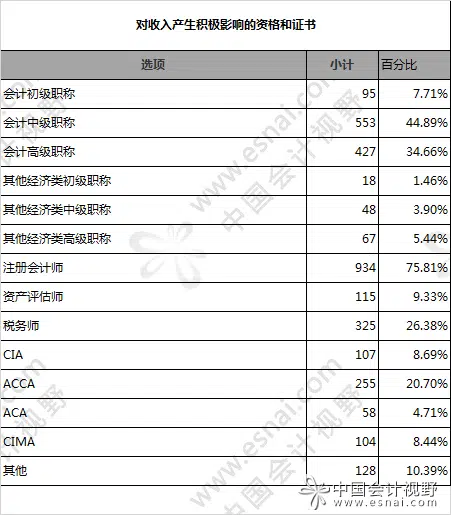 对收入产生积极影响的资格和证书
选项 小计 百分比
会计初级职称 95 7.71%
会计中级职称 553 44.89%
会计高级职称 427 34.66%
其他经济类初级职称 18 1.46%
其他经济类中级职称 48 3.90%
其他经济类高级职称 67 5.44%
注册会计师 934 75.81%
资产评估师 115 9.33%
税务师 325 26.38%
CIA 107 8.69%
ACCA 255 20.70%
ACA 58 4.71%
CIMA 104 8.44%
其他 128 10.39%
中国会计视野
www.esnai.com
中国会计视野
www.esnai.com
中国会计视野
www.esnai.com